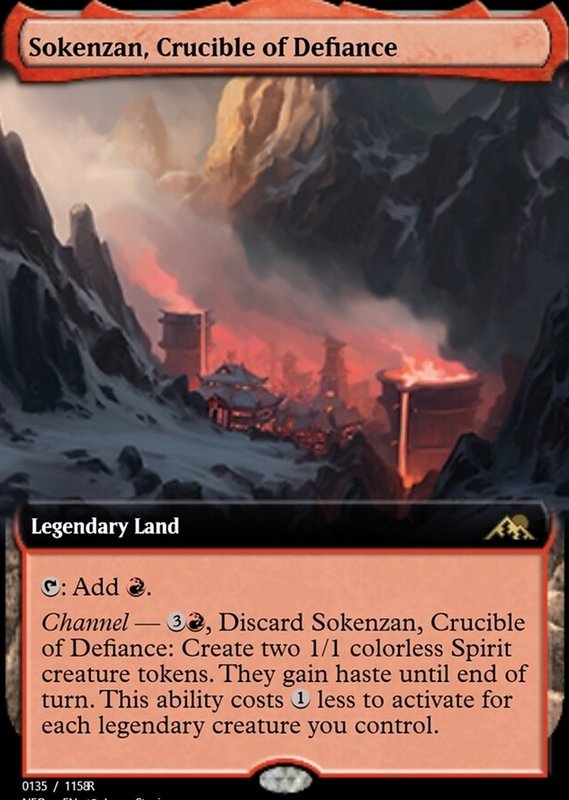 Sokenzan, Crucible of Defiance
Legendary Land
: Add .
Channel — 3, Discard Sokenzan, Crucible
of Defiance: Create two 1/1 colorless Spirit
creature tokens. They gain haste until end of
turn. This ability costs 1 less to activate for
each legendary creature you control.
0135 / 1158R